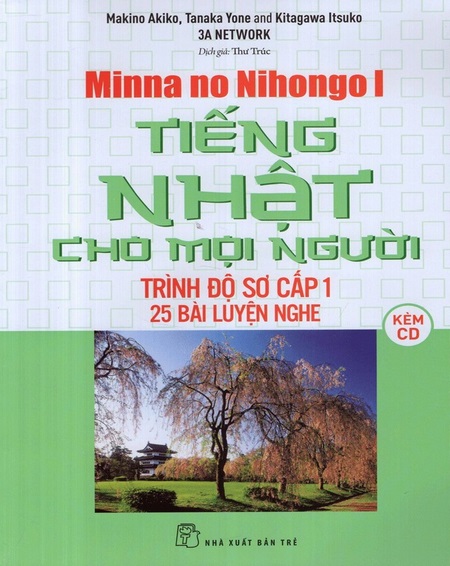 Makino Akiko, Tanaka Yone and Kitagawa Itsuko
3A NETWORK
Dịch giả: Thư Trúc
Minna no Nihongo I
TIẾNG
NHẬT
CHO MỌI NGƯỜI
TRÌNH ĐỘ SƠ CẤP 1
25 BÀI LUYỆN NGHE
KÈM
CD
NHÀ XUẤT BẢN TRẺ